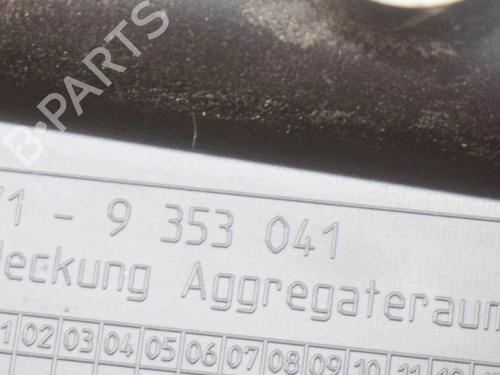 B-PARTS
71 - 9 353 041
deckung Aggregateraum
01 02 03 04 05 06 07 08 09 10 11 12